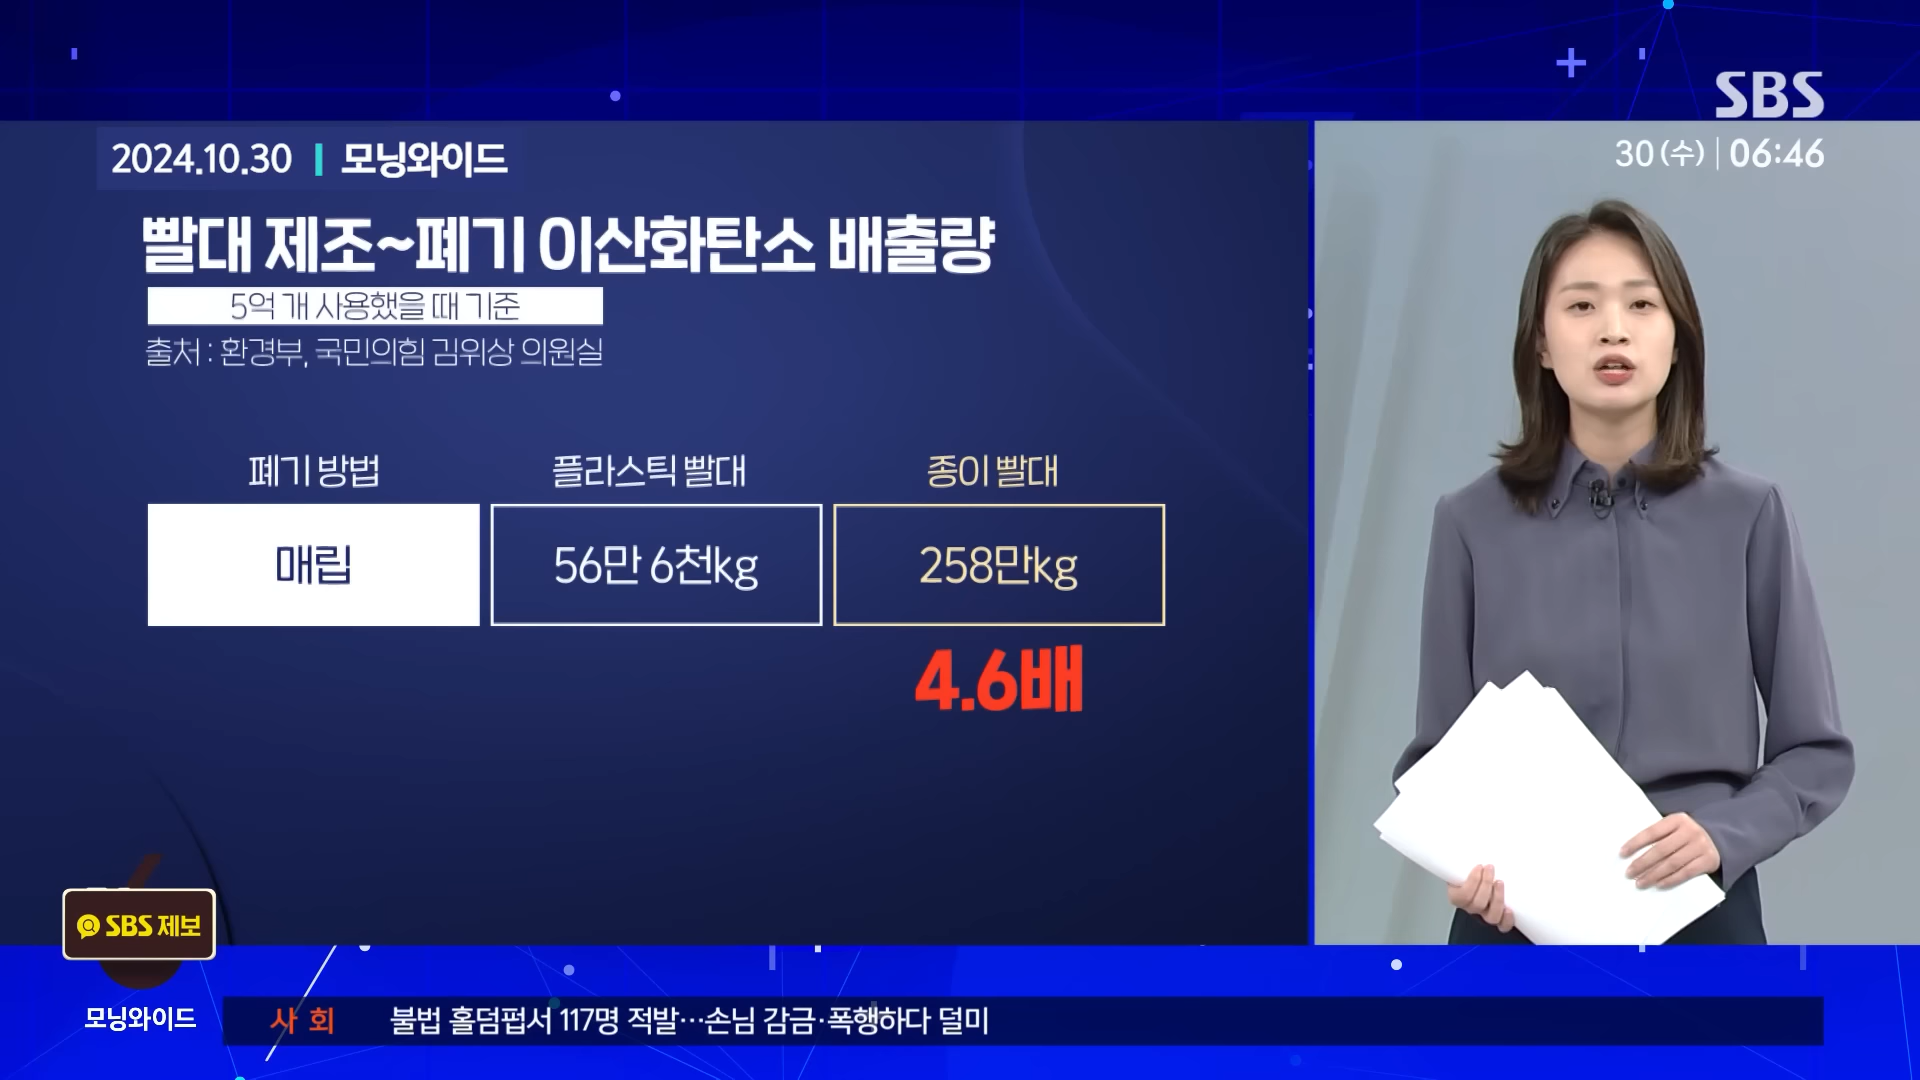 SBS
30(수) | 06:46
2024.10.30 | 모닝와이드
빨대 제조~폐기 이산화탄소 배출량
5억 개 사용했을 때 기준
출처 : 환경부, 국민의힘 김위상 의원실
폐기 방법 플라스틱 빨대 종이 빨대
매립 56만 6천kg 258만kg
4.6배
SBS 제보
모닝와이드
사회 불법 홀덤펍서 117명 적발…손님 감금·폭행하다 덜미